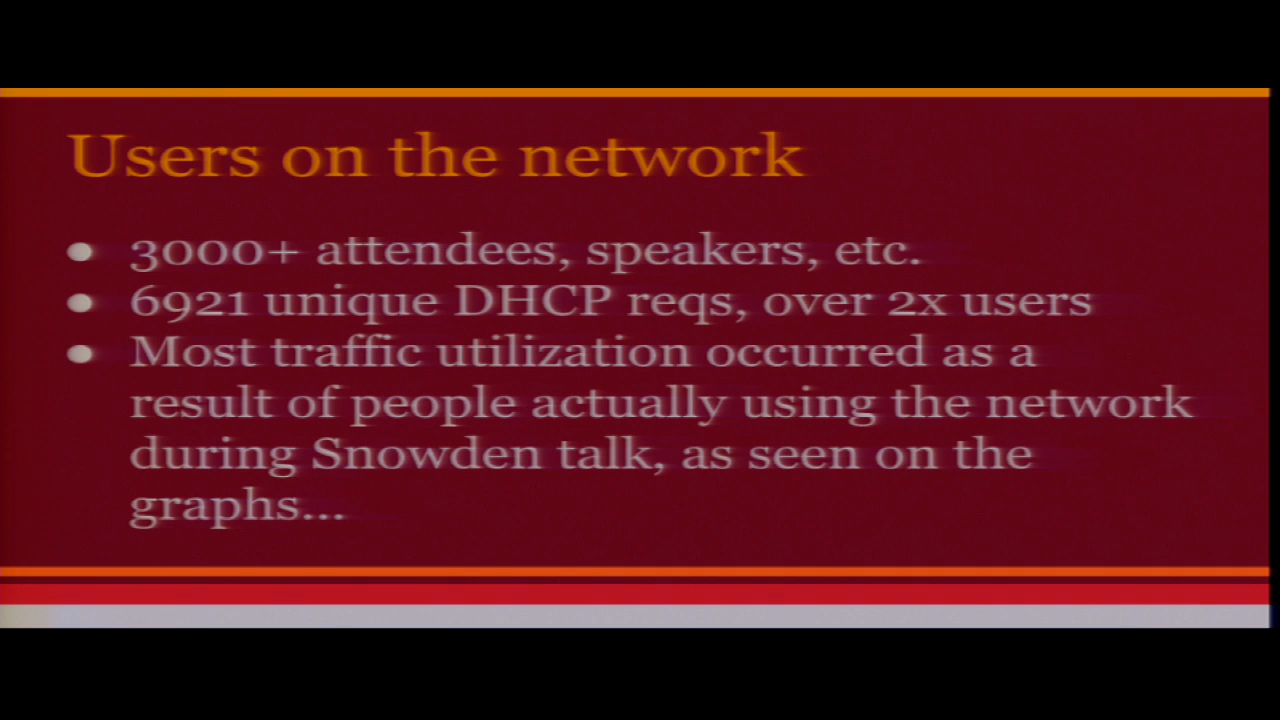 Users on the network
● 3000+ attendees, speakers, etc.
● 6921 unique DHCP reqs, over 2x users
● Most traffic utilization occurred as a
result of people actually using the network
during Snowden talk, as seen on the
graphs...